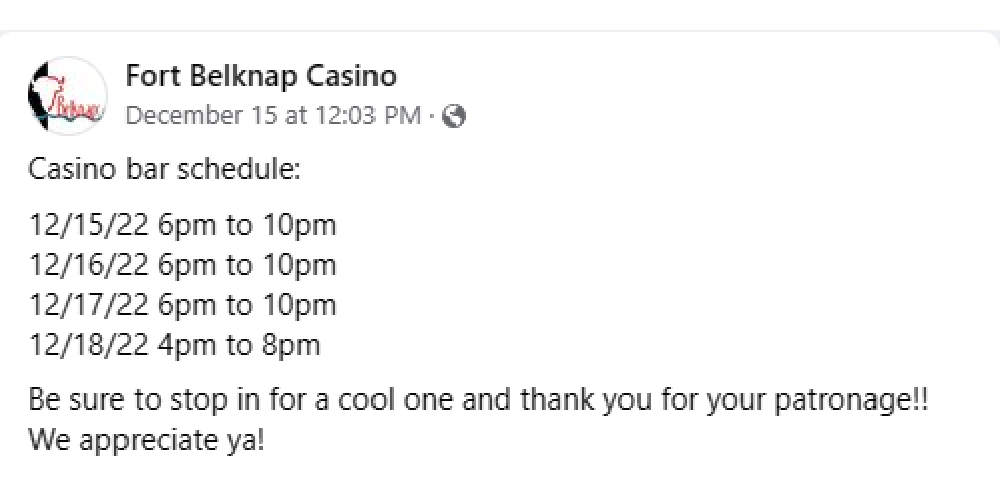 Fort Belknap Casino
Belknap
December 15 at 12:03 PM ·
Casino bar schedule:
12/15/22 6pm to 10pm
12/16/22 6pm to 10pm
12/17/22 6pm to 10pm
12/18/22 4pm to 8pm
Be sure to stop in for a cool one and thank you for your patronage!!
We appreciate ya!